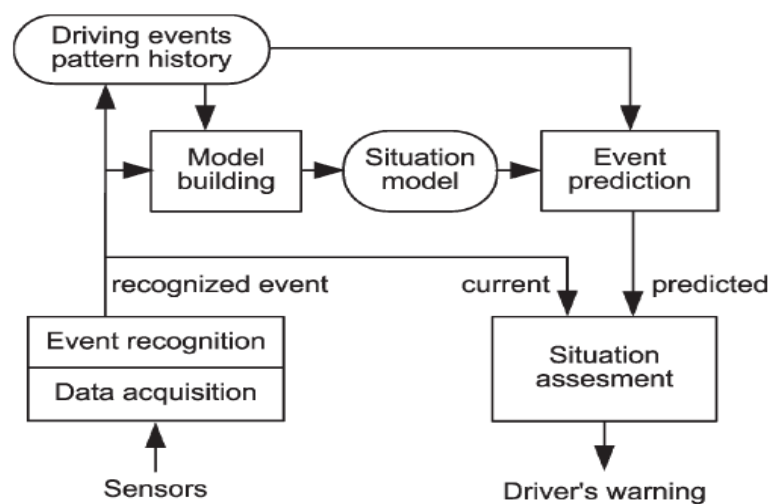 Driving events
pattern history
Model
building
Situation
model
Event
prediction
recognized event
current
predicted
Event recognition
Data acquisition
Situation
assesment
Sensors
Driver's warning